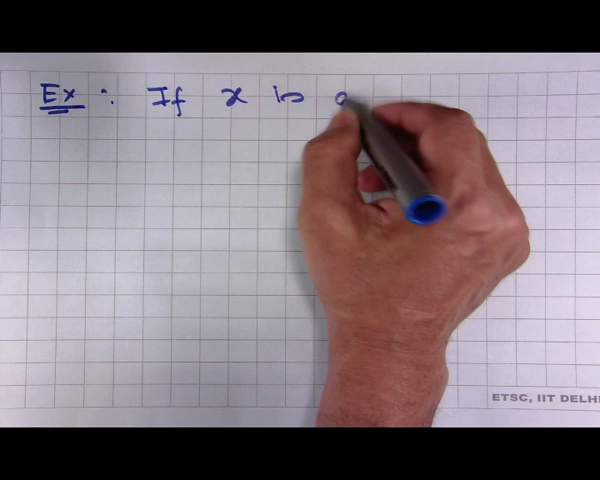 Ex : If x is a
ETSC, IIT DELHI